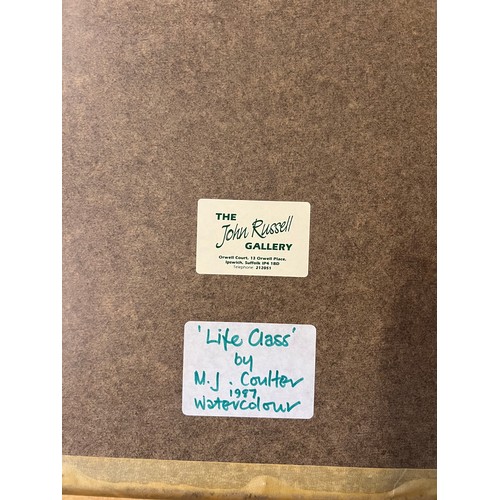 THE
John Russell
GALLERY
Orwell Court, 13 Orwell Place,
Ipswich, Suffolk IP4 1BD
Telephone 212051
'Life Class'
by
M.J. Coulter
1987
Watercolour